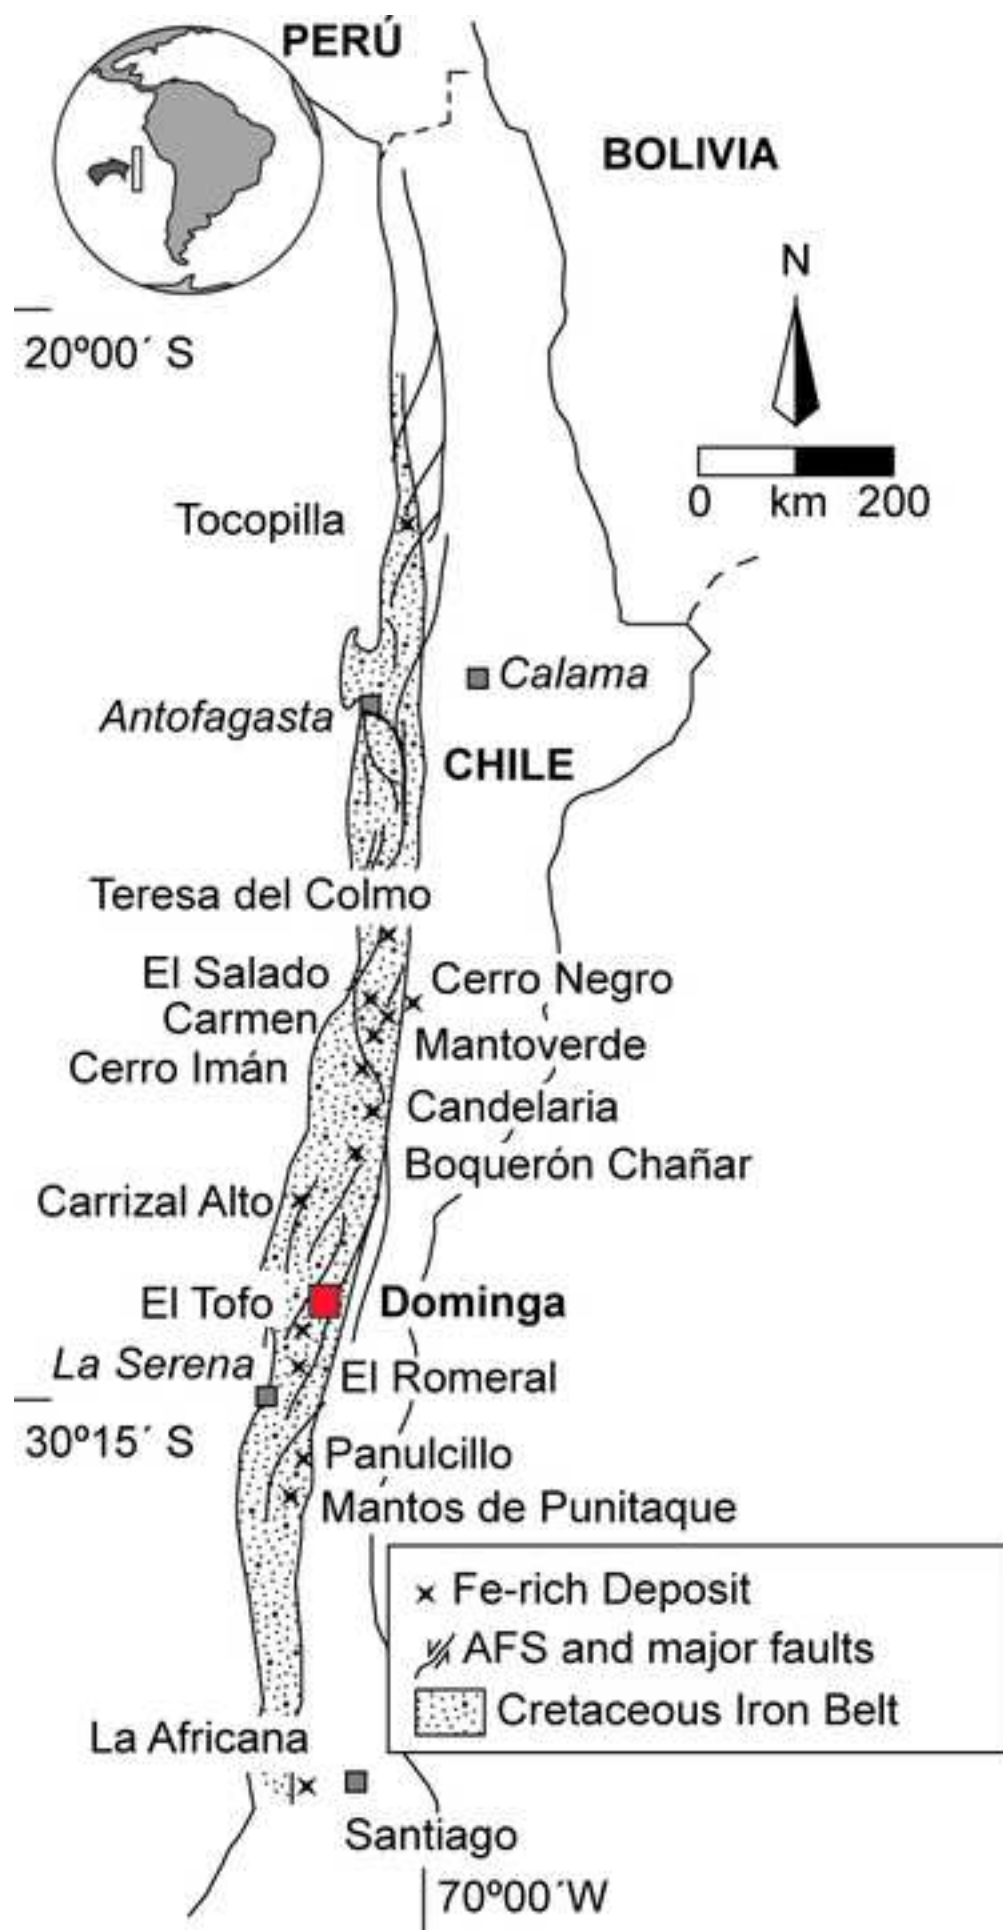 PERÚ
BOLIVIA
N
20º00´ S
0 km 200
Tocopilla
Calama
Antofagasta
CHILE
Teresa del Colmo
El Salado
Cerro Negro
Carmen
Mantoverde
Cerro Imán
Candelaria
Boquerón Chañar
Carrizal Alto
El Tofo
Dominga
La Serena
El Romeral
30º15´ S
Panulcillo
Mantos de Punitaque
Fe-rich Deposit
AFS and major faults
Cretaceous Iron Belt
La Africana
Santiago
70º00´W